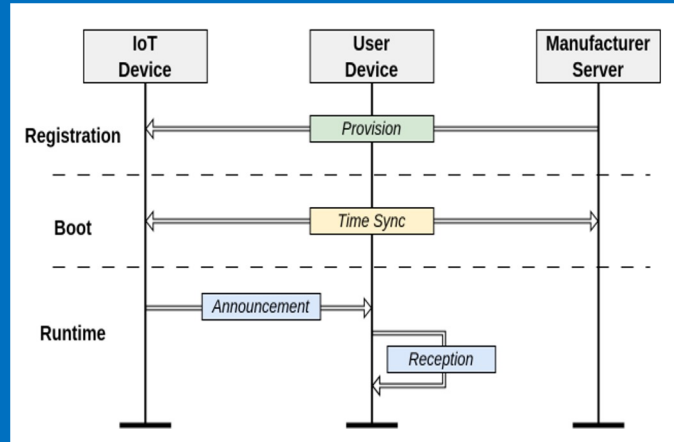 IoT
Device
User
Device
Manufacturer
Server
Registration
Provision
Boot
Time Sync
Runtime
Announcement
Reception